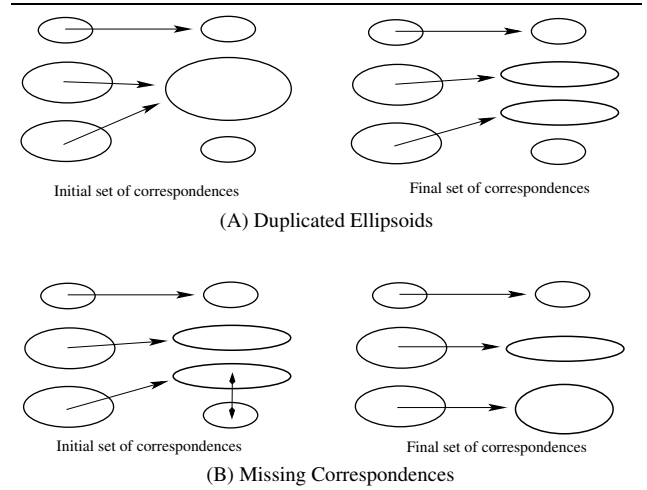 Initial set of correspondences
Final set of correspondences
(A) Duplicated Ellipsoids
Initial set of correspondences
Final set of correspondences
(B) Missing Correspondences